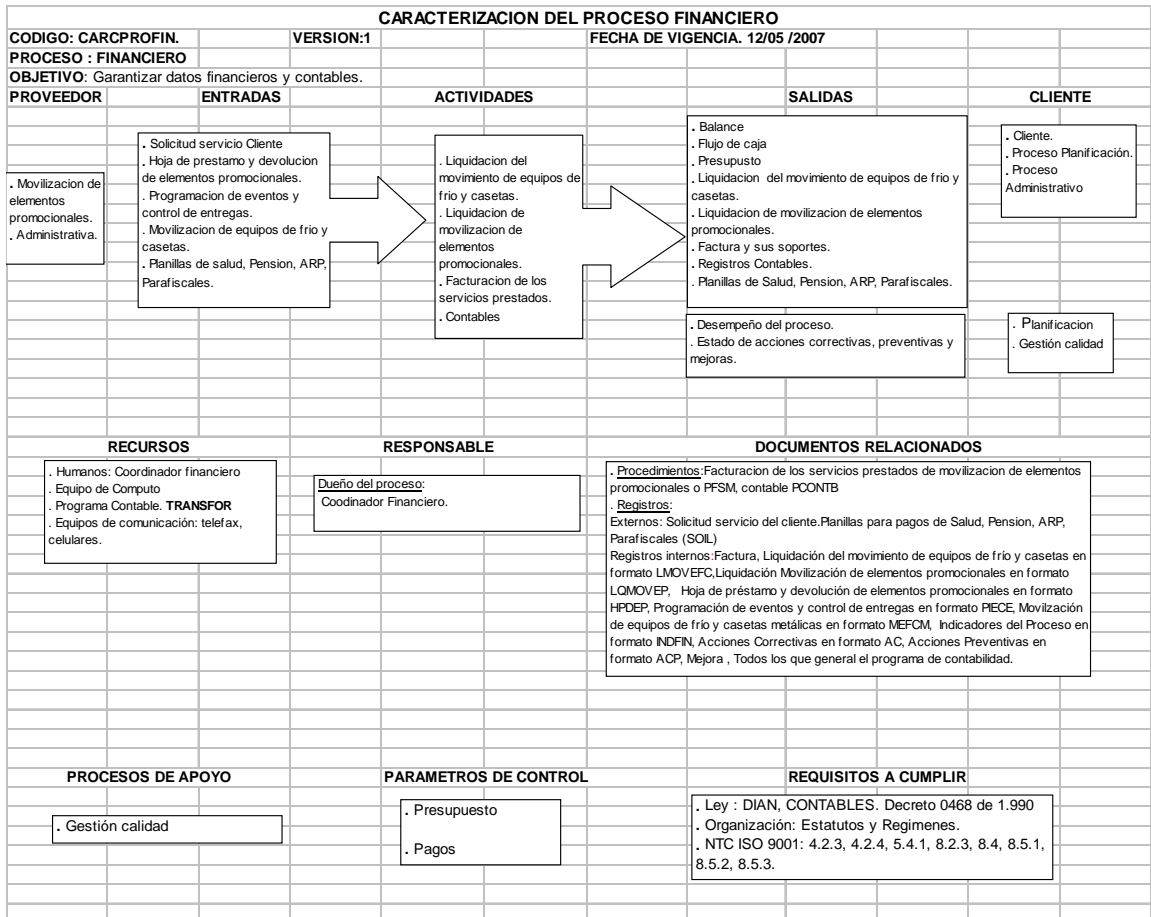 CARACTERIZACION DEL PROCESO FINANCIERO
CODIGO: CARCPROFIN. VERSION:1 FECHA DE VIGENCIA. 12/05 /2007
PROCESO : FINANCIERO
OBJETIVO: Garantizar datos financieros y contables.
PROVEEDOR ENTRADAS ACTIVIDADES SALIDAS CLIENTE
. Movilizacion de
elementos
promocionales.
. Administrativa.
. Solicitud servicio Cliente
. Hoja de prestamo y devolucion
de elementos promocionales.
. Programacion de eventos y
control de entregas.
. Movilizacion de equipos de frio y
casetas.
. Planillas de salud, Pension, ARP,
Parafiscales.
. Liquidacion del
movimiento de equipos de
frio y casetas.
. Liquidacion de
movilizacion de
elementos
promocionales.
. Facturacion de los
servicios prestados.
. Contables
. Balance
. Flujo de caja
. Presupusto
. Liquidacion del movimiento de equipos de frio y
casetas.
. Liquidacion de movilizacion de elementos
promocionales.
. Factura y sus soportes.
. Registros Contables.
. Planillas de Salud, Pension, ARP, Parafiscales.
. Cliente.
. Proceso Planificación.
. Proceso
Administrativo
. Desempeño del proceso.
. Estado de acciones correctivas, preventivas y
mejoras.
. Planificacion
. Gestión calidad
RECURSOS RESPONSABLE DOCUMENTOS RELACIONADOS
. Humanos: Coordinador financiero
. Equipo de Computo
. Programa Contable. TRANSFOR
. Equipos de comunicación: telefax,
celulares.
Dueño del proceso:
Coodinador Financiero.
. Procedimientos:Facturacion de los servicios prestados de movilizacion de elementos
promocionales o PFSM, contable PCONTB
. Registros:
Externos: Solicitud servicio del cliente.Planillas para pagos de Salud, Pension, ARP,
Parafiscales (SOIL)
Registros internos:Factura, Liquidación del movimiento de equipos de frío y casetas en
formato LMOVEFC,Liquidación Movilización de elementos promocionales en formato
LQMOVEP, Hoja de préstamo y devolución de elementos promocionales en formato
HPDEP, Programación de eventos y control de entregas en formato PIECE, Movilzación
de equipos de frío y casetas metálicas en formato MEFCM, Indicadores del Proceso en
formato INDFIN, Acciones Correctivas en formato AC, Acciones Preventivas en
formato ACP, Mejora , Todos los que general el programa de contabilidad.
PROCESOS DE APOYO PARAMETROS DE CONTROL REQUISITOS A CUMPLIR
. Gestión calidad
. Presupuesto
. Pagos
. Ley : DIAN, CONTABLES. Decreto 0468 de 1.990
. Organización: Estatutos y Regimenes.
. NTC ISO 9001: 4.2.3, 4.2.4, 5.4.1, 8.2.3, 8.4, 8.5.1,
8.5.2, 8.5.3.